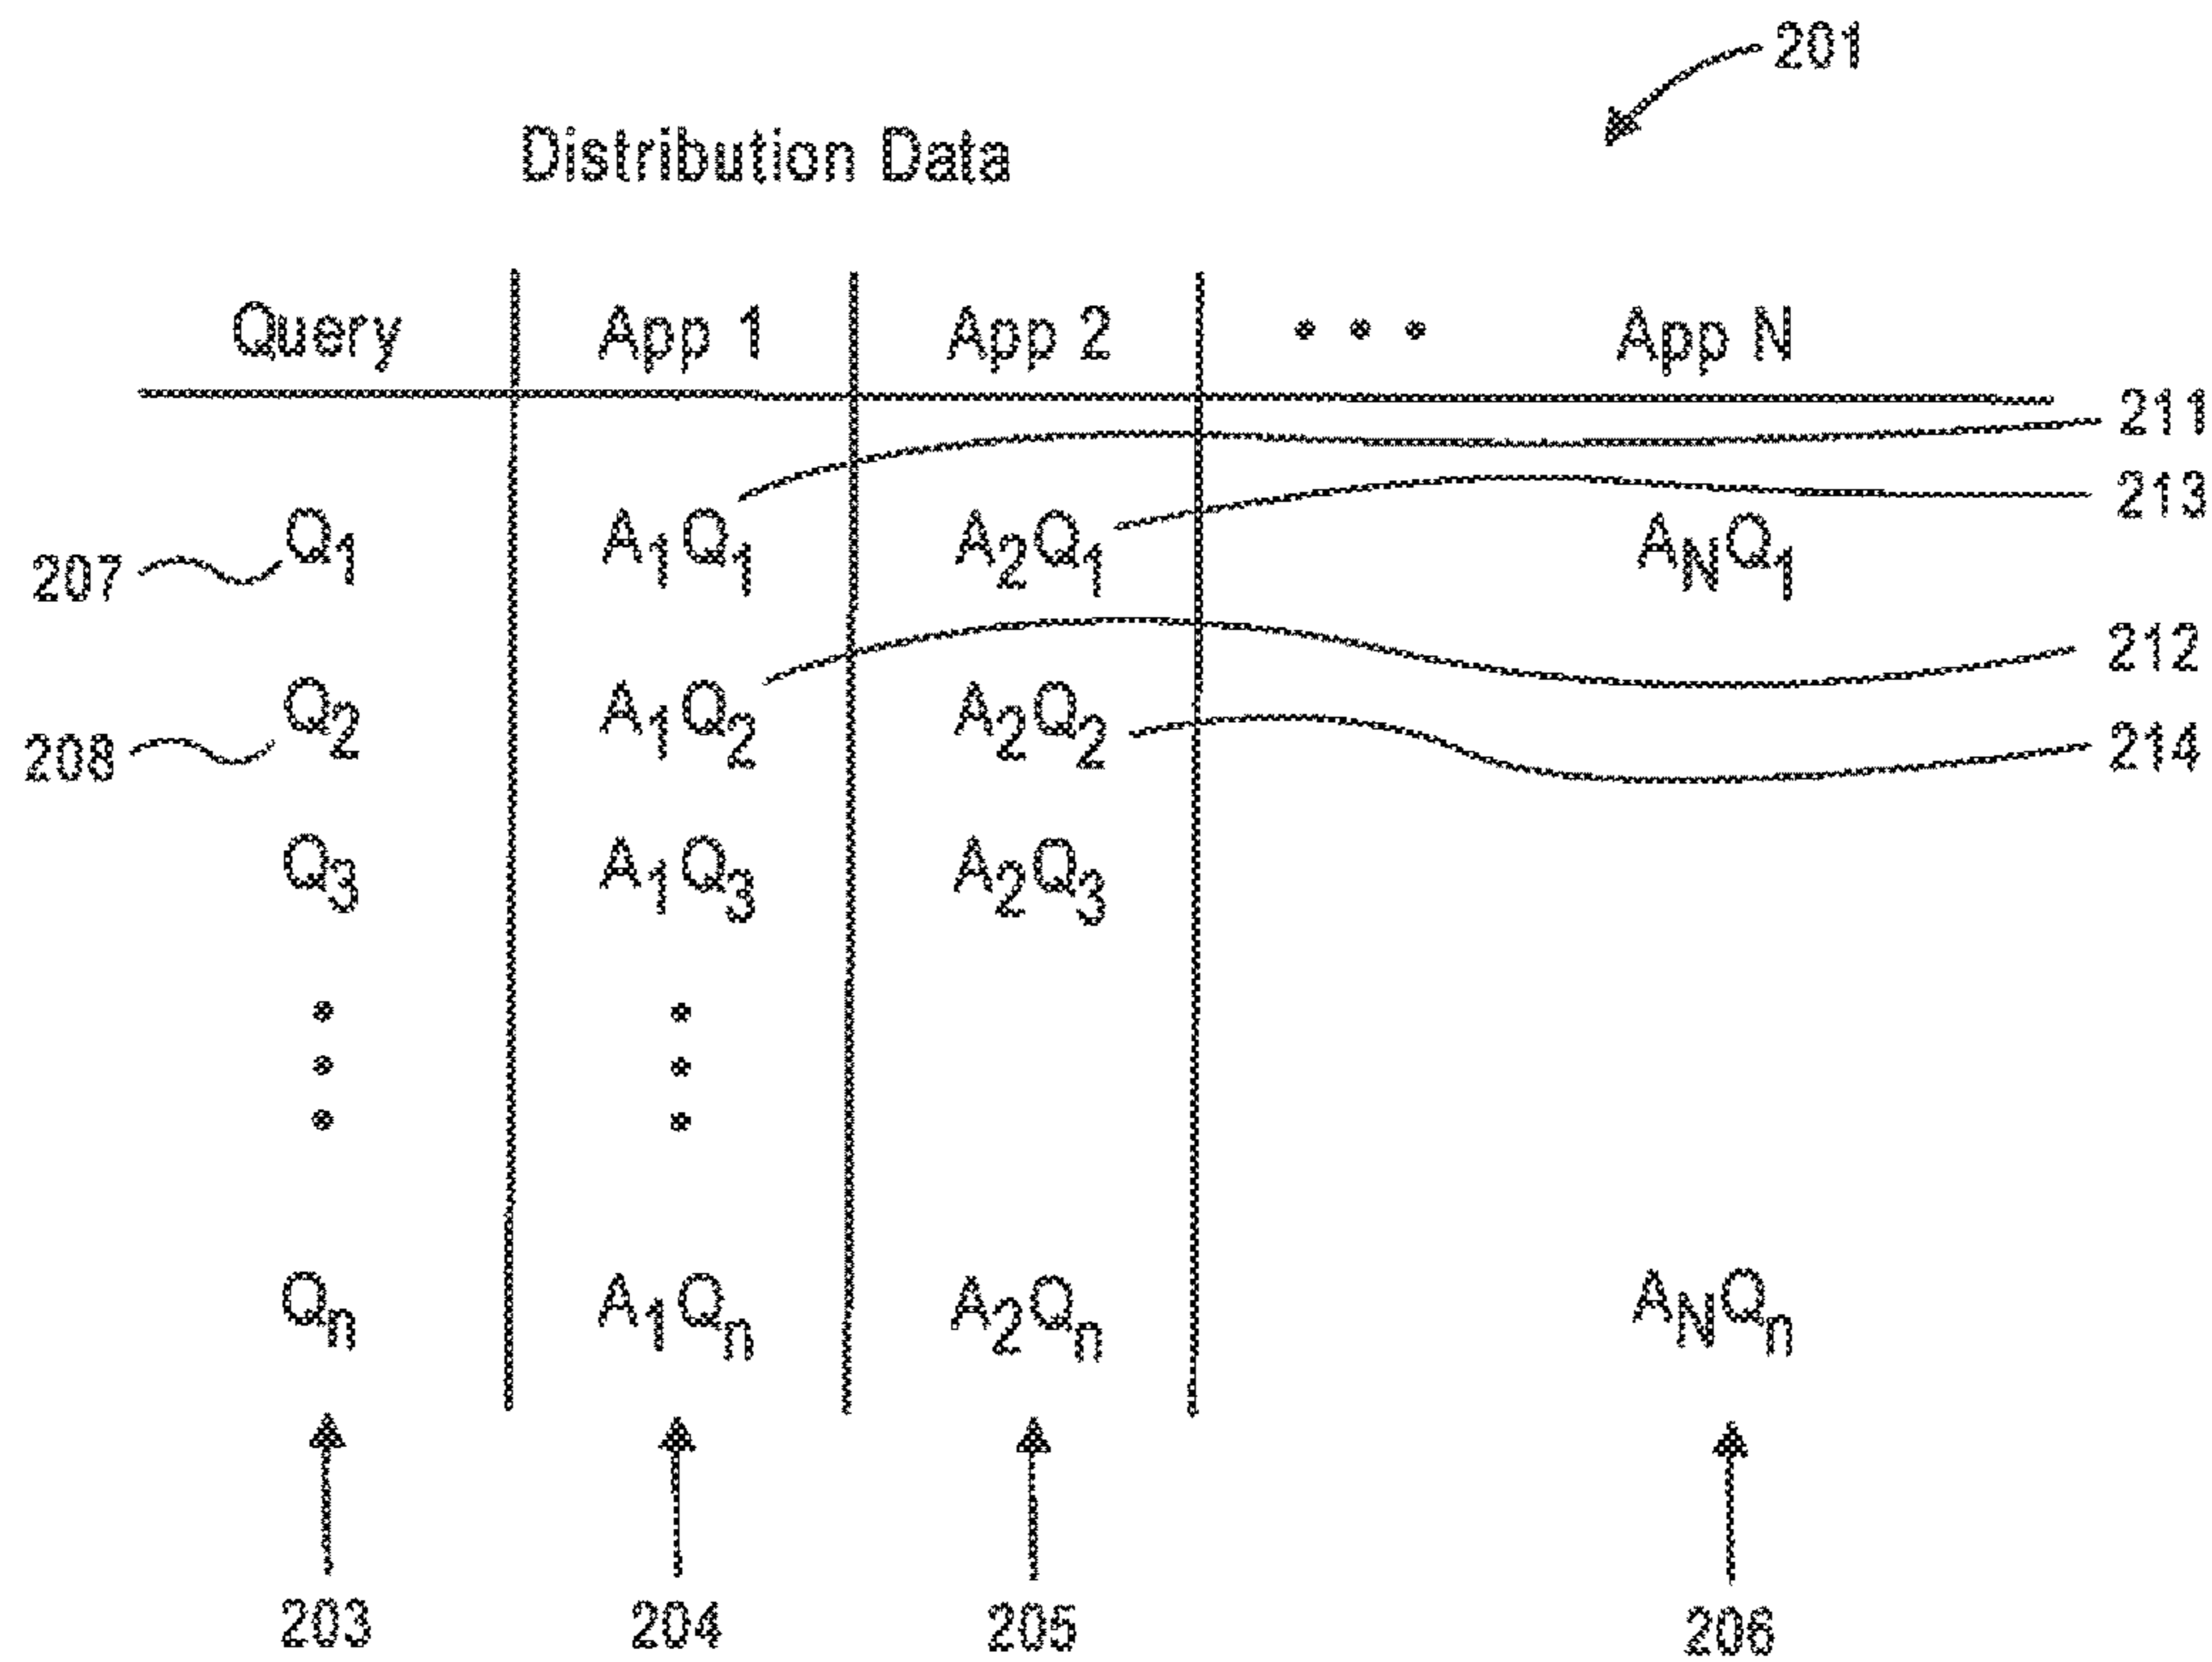 201
Distribution Data
Query App 1 App 2 • • • App N
211
213
207 Q1 A1Q1 A2Q1 ANQ1
212
208 Q2 A1Q2 A2Q2
214
Q3 A1Q3 A2Q3
Qn A1Qn A2Qn ANQn
203 204 205 206